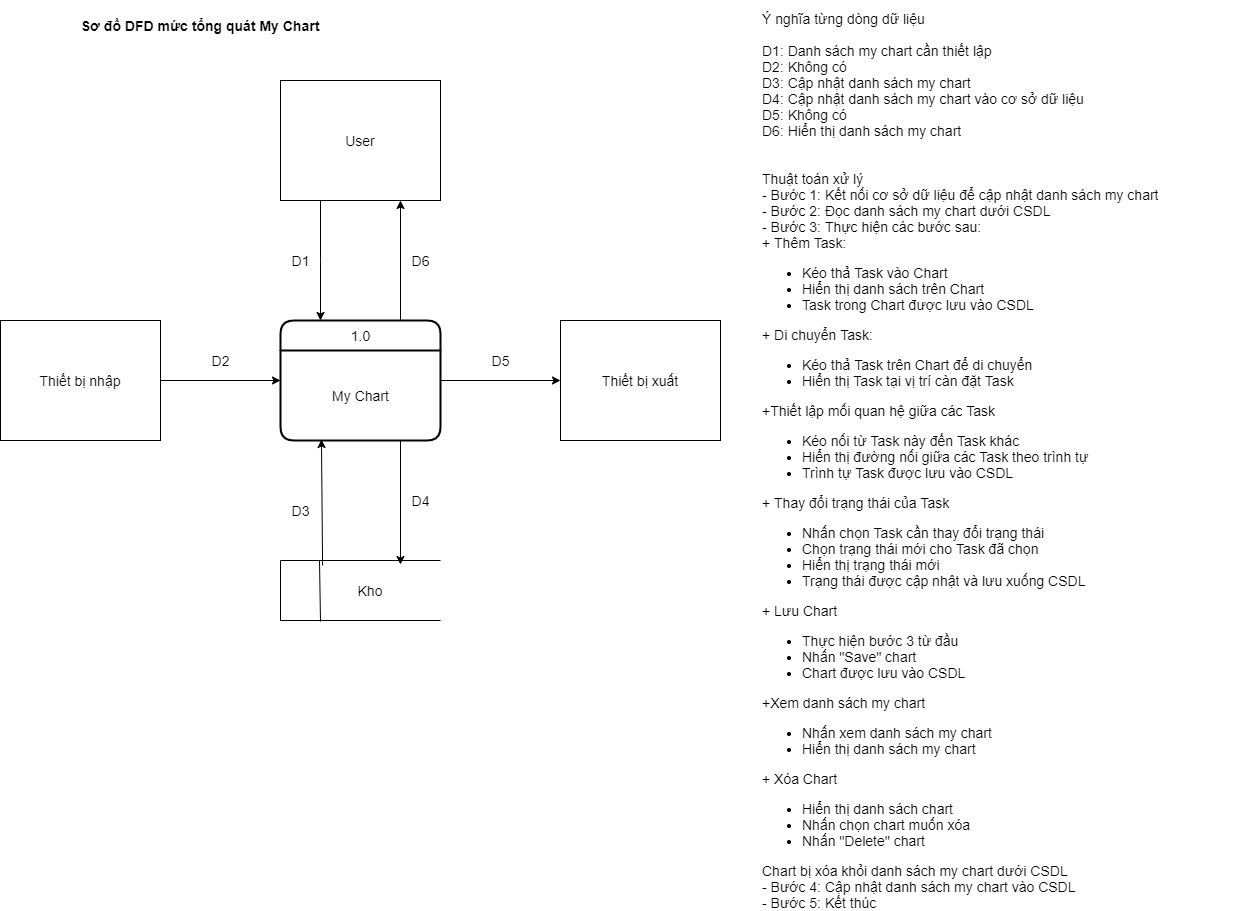 Sơ đồ DFD mức tổng quát My Chart
User
D1
D6
1.0
My Chart
Thiết bị nhập
D2
D5
Thiết bị xuất
D3
D4
Kho
Ý nghĩa từng dòng dữ liệu
D1: Danh sách my chart cần thiết lập
D2: Không có
D3: Cập nhật danh sách my chart
D4: Cập nhật danh sách my chart vào cơ sở dữ liệu
D5: Không có
D6: Hiển thị danh sách my chart
Thuật toán xử lý
- Bước 1: Kết nối cơ sở dữ liệu để cập nhật danh sách my chart
- Bước 2: Đọc danh sách my chart dưới CSDL
- Bước 3: Thực hiện các bước sau:
+ Thêm Task:
• Kéo thả Task vào Chart
• Hiển thị danh sách trên Chart
• Task trong Chart được lưu vào CSDL
+ Di chuyển Task:
• Kéo thả Task trên Chart để di chuyển
• Hiển thị Task tại vị trí càn đặt Task
+Thiết lập mối quan hệ giữa các Task
• Kéo nối từ Task này đến Task khác
• Hiển thị đường nối giữa các Task theo trình tự
• Trình tự Task được lưu vào CSDL
+ Thay đổi trạng thái của Task
• Nhấn chọn Task cần thay đổi trạng thái
• Chọn trạng thái mới cho Task đã chọn
• Hiển thị trạng thái mới
• Trạng thái được cập nhật và lưu xuống CSDL
+ Lưu Chart
• Thực hiện bước 3 từ đầu
• Nhấn "Save" chart
• Chart được lưu vào CSDL
+Xem danh sách my chart
• Nhấn xem danh sách my chart
• Hiển thị danh sách my chart
+ Xóa Chart
• Hiển thị danh sách chart
• Nhấn chọn chart muốn xóa
• Nhấn "Delete" chart
Chart bị xóa khỏi danh sách my chart dưới CSDL
- Bước 4: Cập nhật danh sách my chart vào CSDL
- Bước 5: Kết thúc